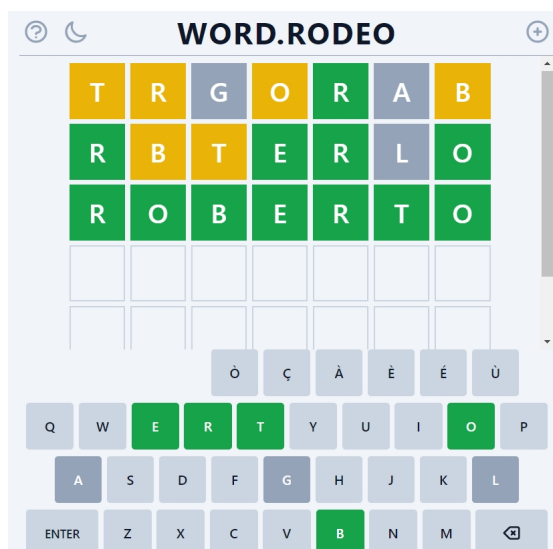 ?
WORD.RODEO
T R G O R A B
R B T E R L O
R O B E R T O
Ò Ç À È É Ù
Q W E R T Y U I O P
A S D F G H J K L
ENTER Z X C V B N M